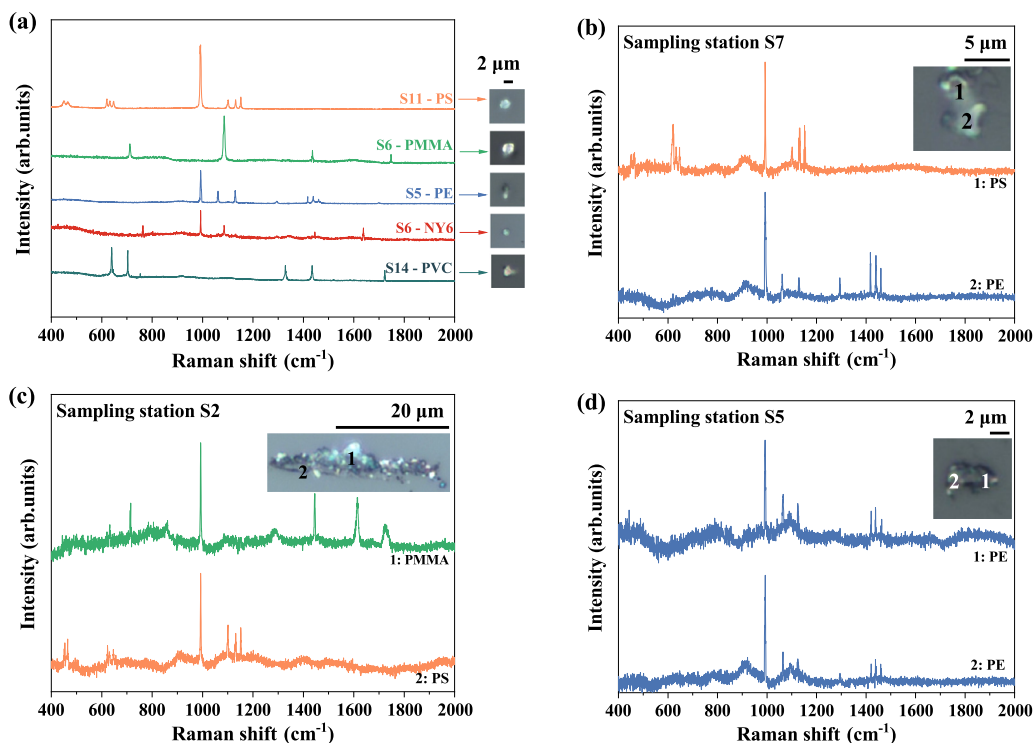 (a)
Intensity (arb.units)
2 μm
S11 - PS
S6 - PMMA
S5 - PE
S6 - NY6
S14 - PVC
400 600 800 1000 1200 1400 1600 1800 2000
Raman shift (cm⁻¹)
(b)
Sampling station S7
5 μm
Intensity (arb.units)
1
2
1: PS
2: PE
400 600 800 1000 1200 1400 1600 1800 2000
Raman shift (cm⁻¹)
(c)
Sampling station S2
20 μm
Intensity (arb.units)
1
2
1: PMMA
2: PS
400 600 800 1000 1200 1400 1600 1800 2000
Raman shift (cm⁻¹)
(d)
Sampling station S5
2 μm
Intensity (arb.units)
2 1
1: PE
2: PE
400 600 800 1000 1200 1400 1600 1800 2000
Raman shift (cm⁻¹)